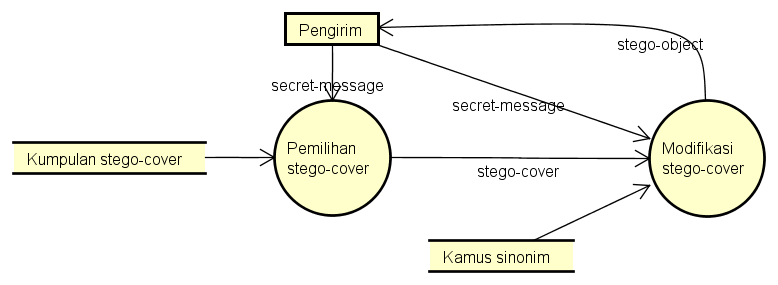 Pengirim
stego-object
secret-message
secret-message
Pemilihan
stego-cover
Modifikasi
stego-cover
Kumpulan stego-cover
stego-cover
Kamus sinonim